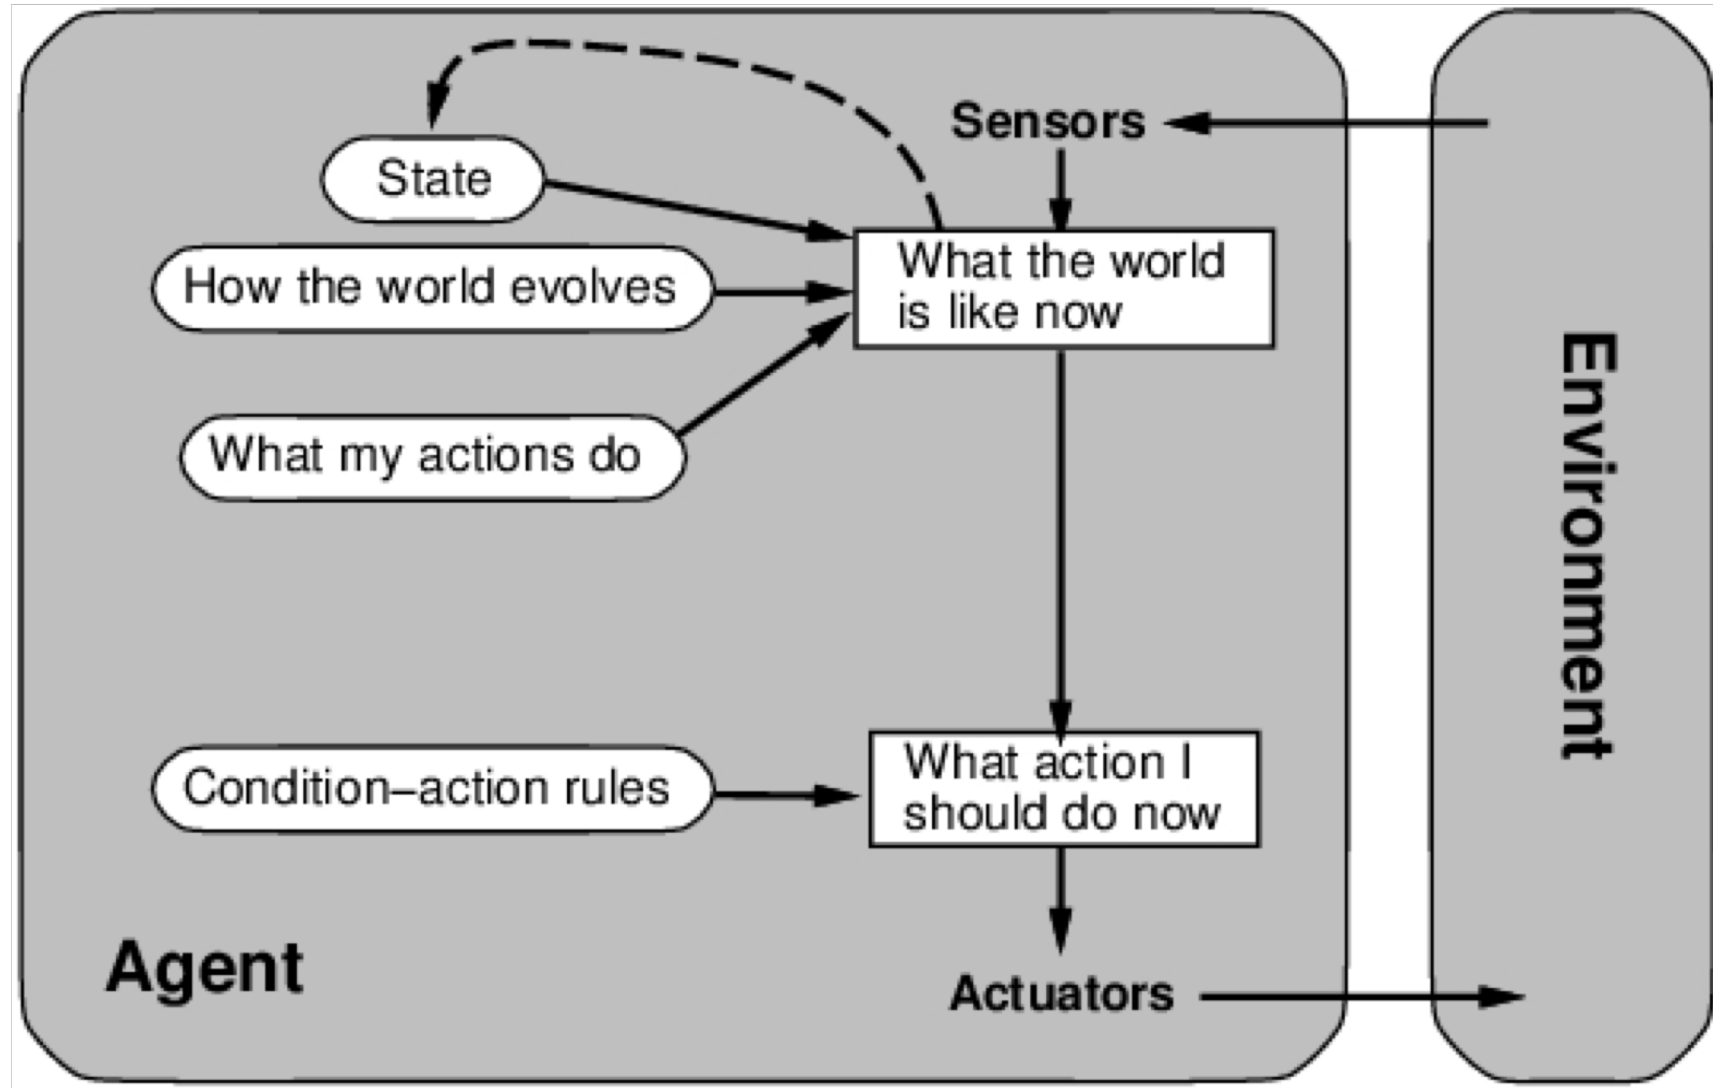 Sensors
State
What the world
is like now
How the world evolves
What my actions do
Environment
What action I
should do now
Condition–action rules
Agent
Actuators